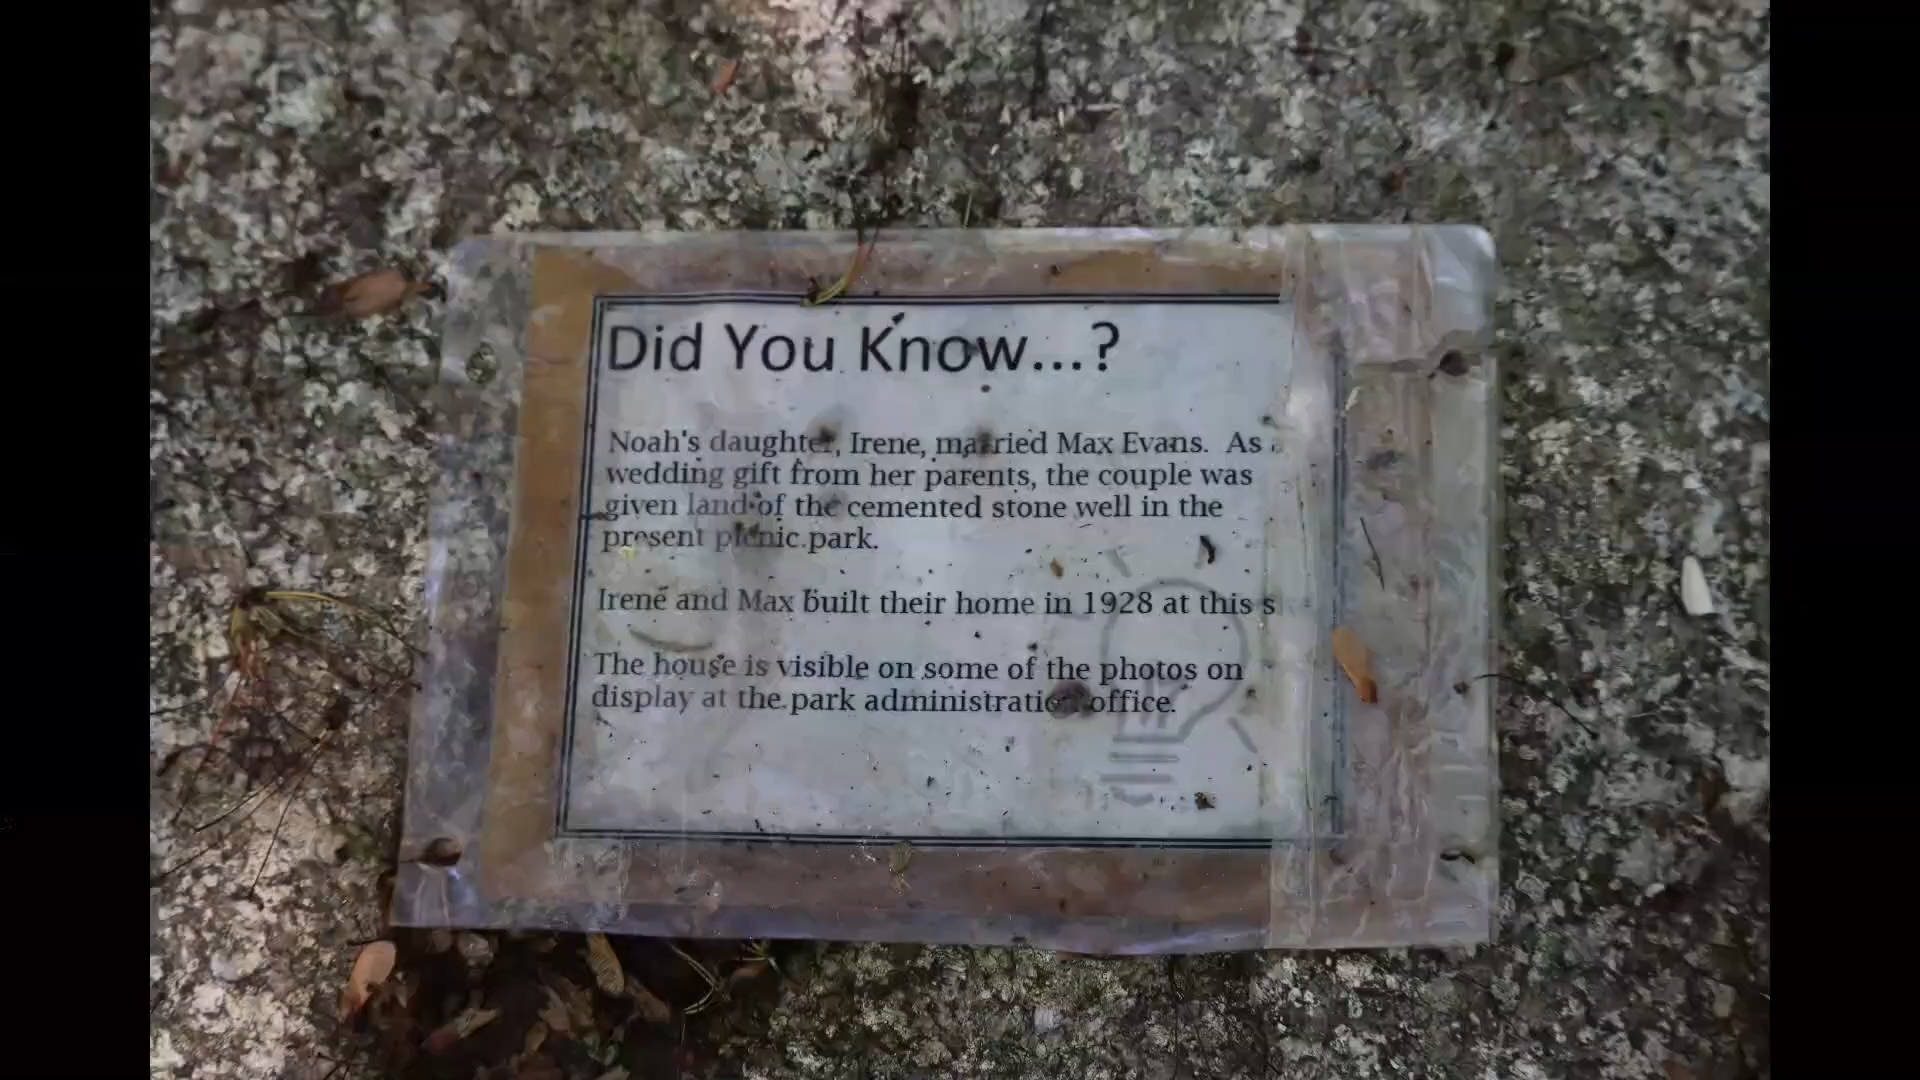 Did You Know...?
Noah's daughter, Irene, married Max Evans. As a
wedding gift from her parents, the couple was
given land of the cemented stone well in the
present picnic park.
Irene and Max built their home in 1928 at this
The house is visible on some of the photos on
display at the park administration office.